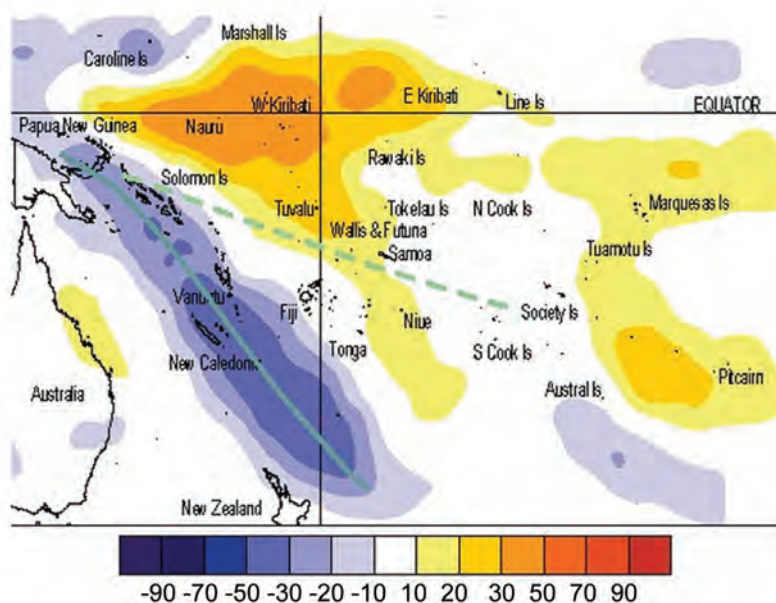 Marshall Is
Caroline Is
W Kiribati
E Kiribati
Line Is
EQUATOR
Papua New Guinea
Nauru
Rawaki Is
Solomon Is
Tuvalu
Tokelau Is
N Cook Is
Marquesas Is
Wallis & Futuna
Samoa
Tuamotu Is
Vanuatu
Fiji
Niue
Society Is
New Caledonia
Tonga
S Cook Is
Australia
Austral Is
Pitcairn
New Zealand
-90 -70 -50 -30 -20 -10 10 20 30 50 70 90